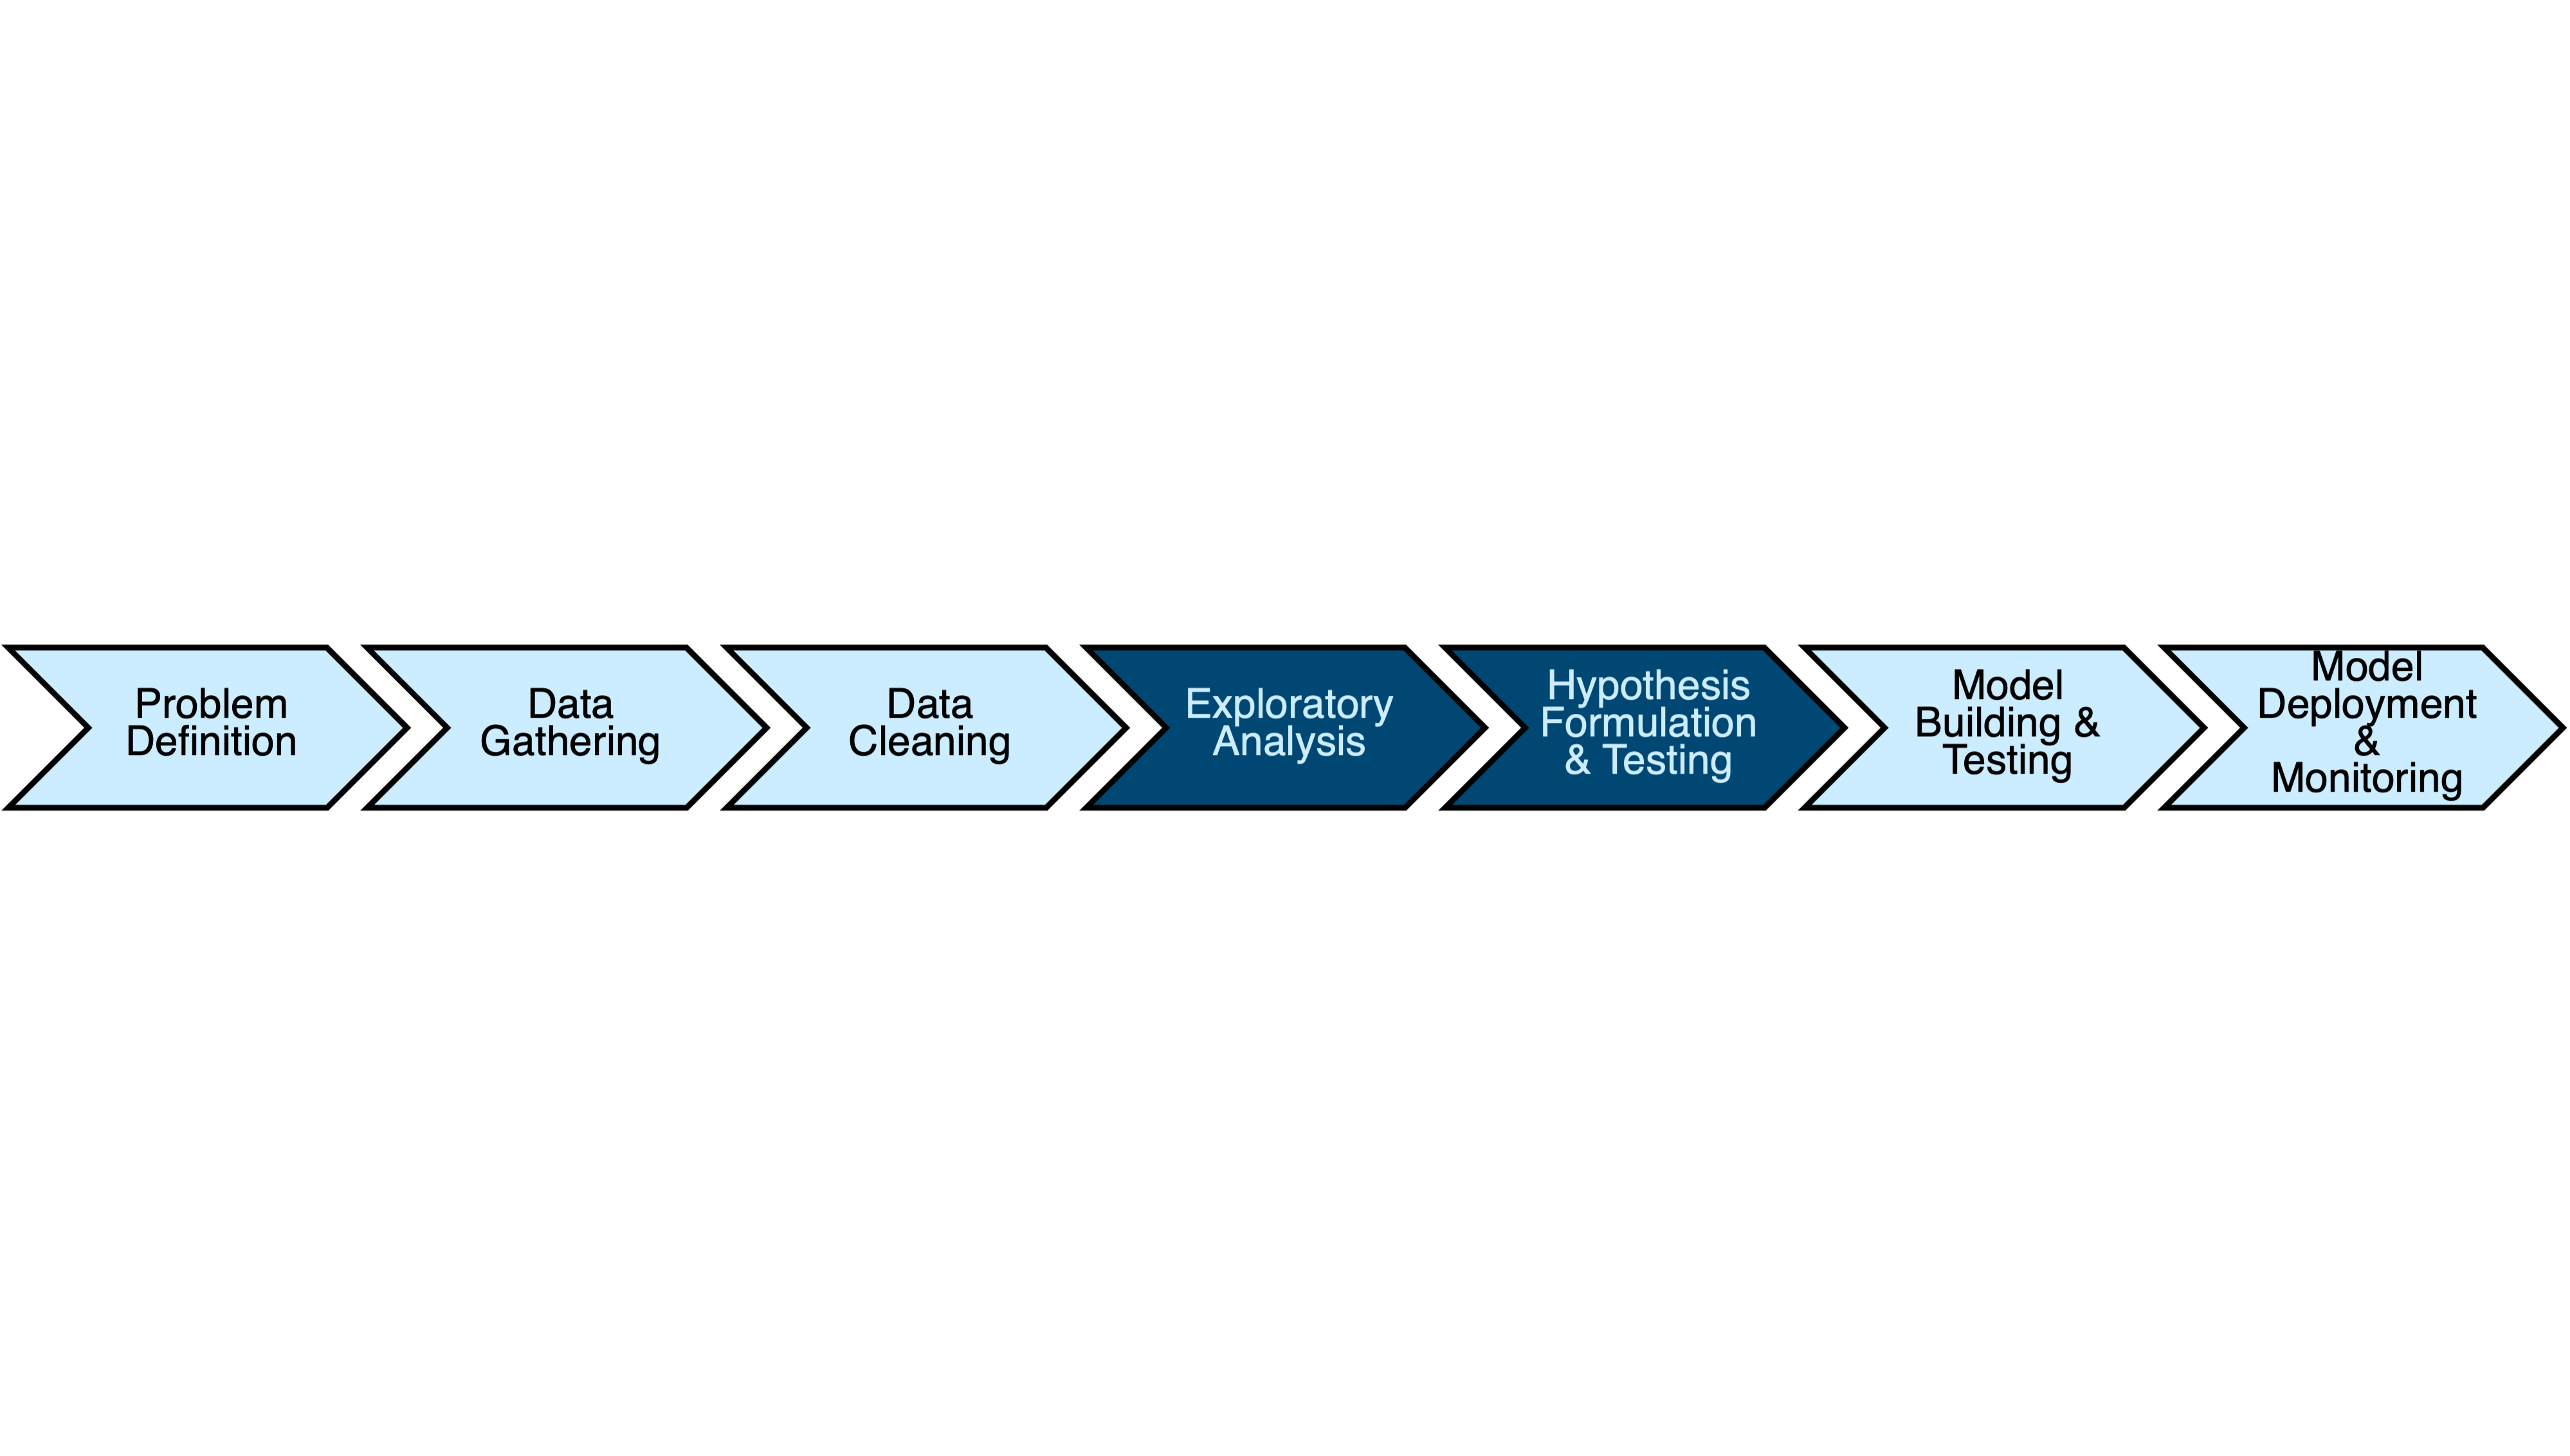 Problem
Definition
Data
Gathering
Data
Cleaning
Exploratory
Analysis
Hypothesis
Formulation
& Testing
Model
Building &
Testing
Model
Deployment
&
Monitoring